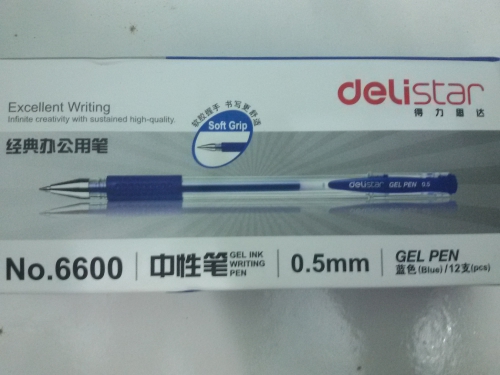 Excellent Writing
Infinite creativity with sustained high-quality.
经典办公用笔
软胶握手 书写更舒适
Soft Grip
delistar
得力思达
delistar GEL PEN 0.5
No.6600
中性笔
GEL INK
WRITING
PEN
0.5mm
GEL PEN
蓝色(Blue)/12支(pcs)